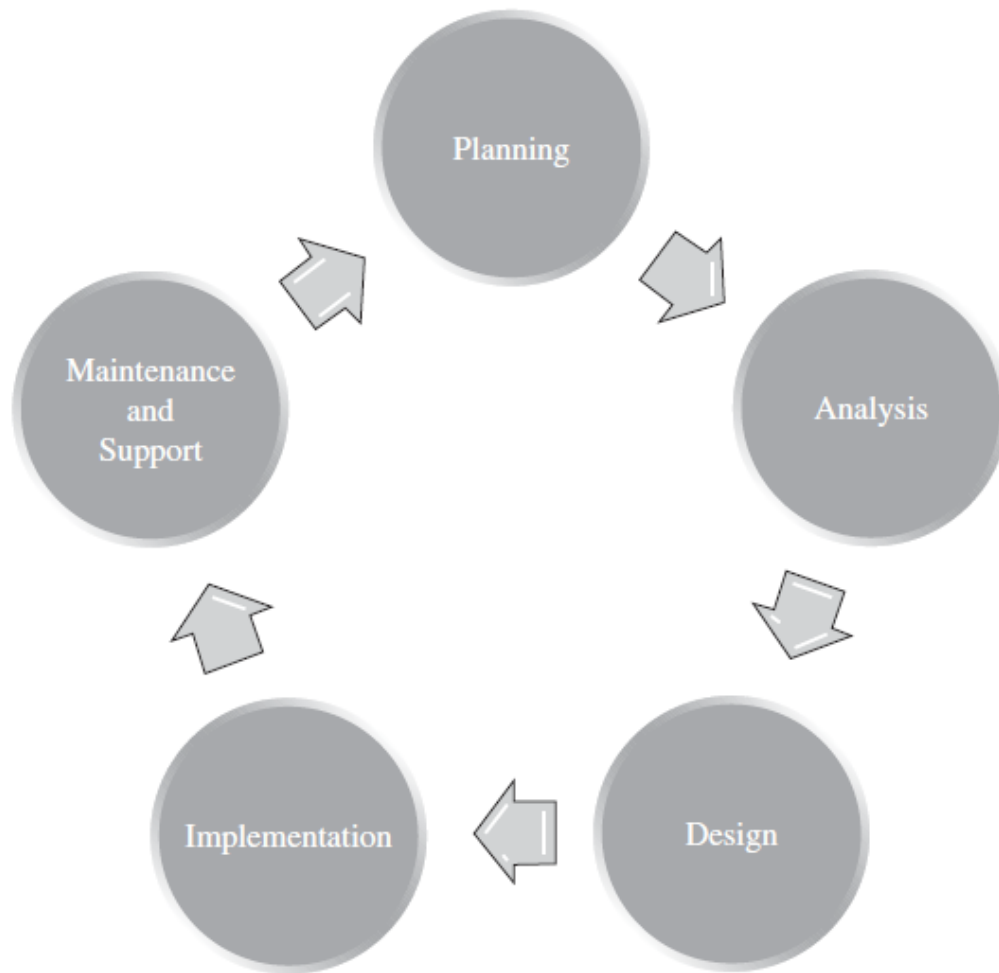 Planning
Analysis
Design
Implementation
Maintenance
and
Support